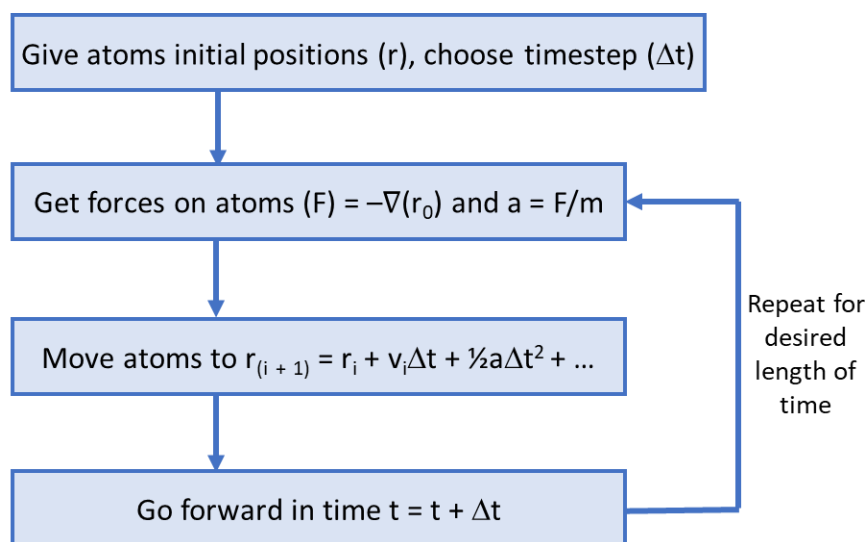 Give atoms initial positions (r), choose timestep (Δt)
Get forces on atoms (F) = –∇(r₀) and a = F/m
Move atoms to r₍ᵢ ₊ ₁₎ = rᵢ + vᵢΔt + ½aΔt² + ...
Go forward in time t = t + Δt
Repeat for
desired
length of
time